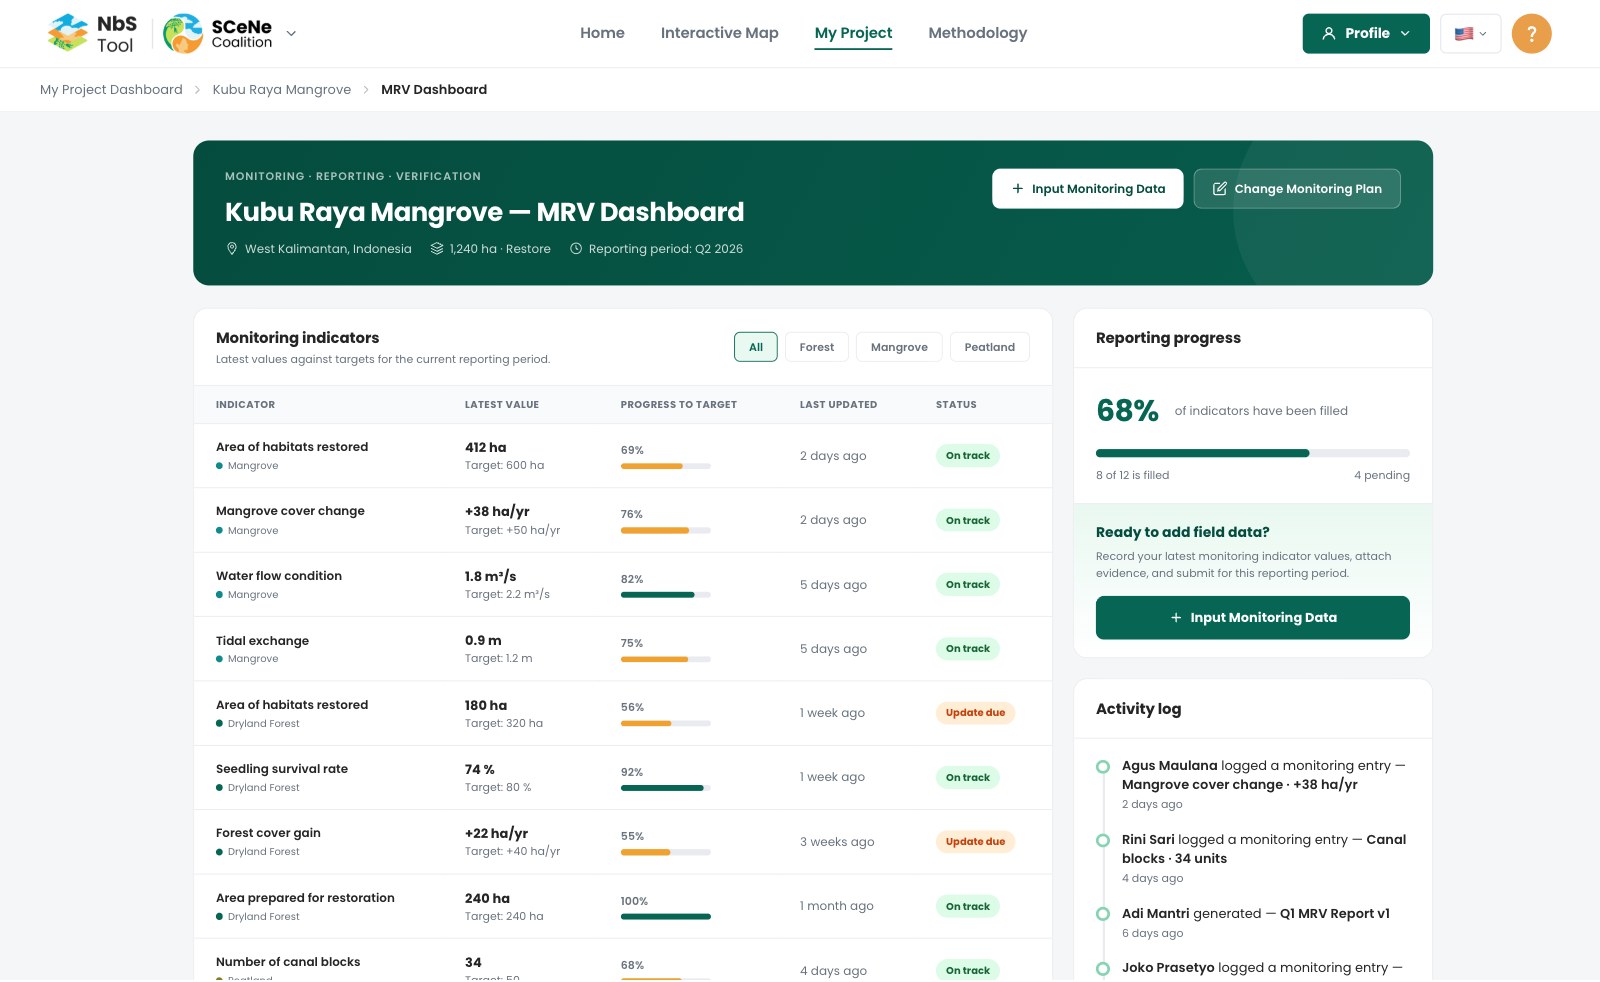 NbS
Tool
SCeNe
Coalition
Home
Interactive Map
My Project
Methodology
Profile
?
My Project Dashboard
Kubu Raya Mangrove
MRV Dashboard
MONITORING · REPORTING · VERIFICATION
Kubu Raya Mangrove — MRV Dashboard
West Kalimantan, Indonesia
1,240 ha · Restore
Reporting period: Q2 2026
+ Input Monitoring Data
Change Monitoring Plan
Monitoring indicators
Latest values against targets for the current reporting period.
All
Forest
Mangrove
Peatland
INDICATOR
LATEST VALUE
PROGRESS TO TARGET
LAST UPDATED
STATUS
Area of habitats restored
Mangrove
412 ha
Target: 600 ha
69%
2 days ago
On track
Mangrove cover change
Mangrove
+38 ha/yr
Target: +50 ha/yr
76%
2 days ago
On track
Water flow condition
Mangrove
1.8 m³/s
Target: 2.2 m³/s
82%
5 days ago
On track
Tidal exchange
Mangrove
0.9 m
Target: 1.2 m
75%
5 days ago
On track
Area of habitats restored
Dryland Forest
180 ha
Target: 320 ha
56%
1 week ago
Update due
Seedling survival rate
Dryland Forest
74 %
Target: 80 %
92%
1 week ago
On track
Forest cover gain
Dryland Forest
+22 ha/yr
Target: +40 ha/yr
55%
3 weeks ago
Update due
Area prepared for restoration
Dryland Forest
240 ha
Target: 240 ha
100%
1 month ago
On track
Number of canal blocks
Peatland
34
Target: 50
68%
4 days ago
On track
Reporting progress
68% of indicators have been filled
8 of 12 is filled
4 pending
Ready to add field data?
Record your latest monitoring indicator values, attach
evidence, and submit for this reporting period.
+ Input Monitoring Data
Activity log
Agus Maulana logged a monitoring entry —
Mangrove cover change · +38 ha/yr
2 days ago
Rini Sari logged a monitoring entry — Canal
blocks · 34 units
4 days ago
Adi Mantri generated — Q1 MRV Report v1
6 days ago
Joko Prasetyo logged a monitoring entry —